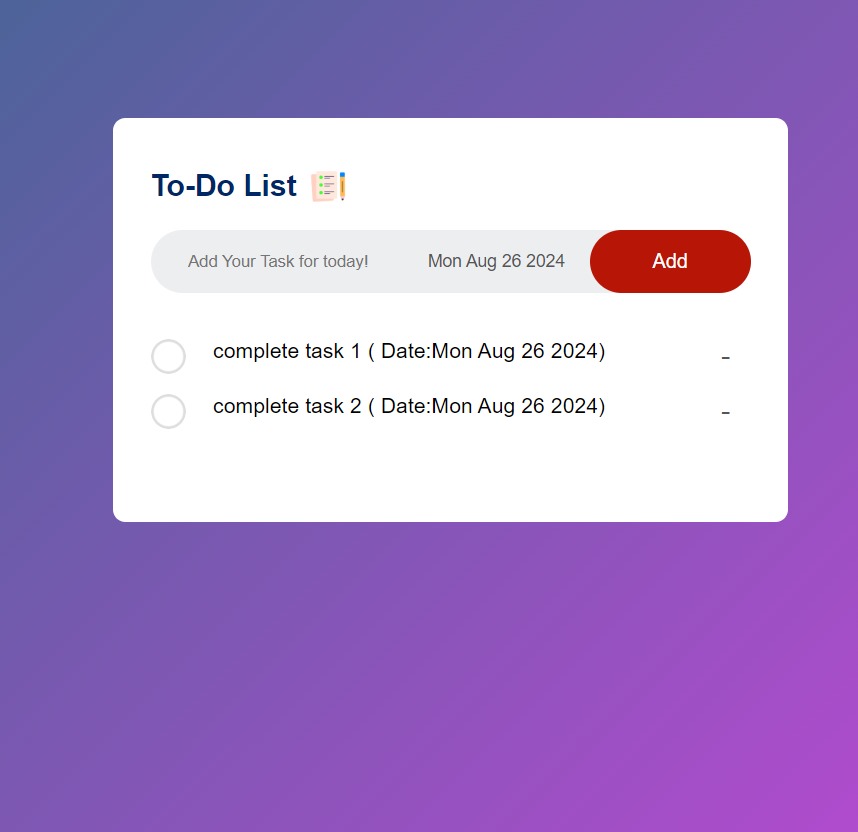 To-Do List
Add Your Task for today! Mon Aug 26 2024 Add
complete task 1 ( Date:Mon Aug 26 2024) –
complete task 2 ( Date:Mon Aug 26 2024) –